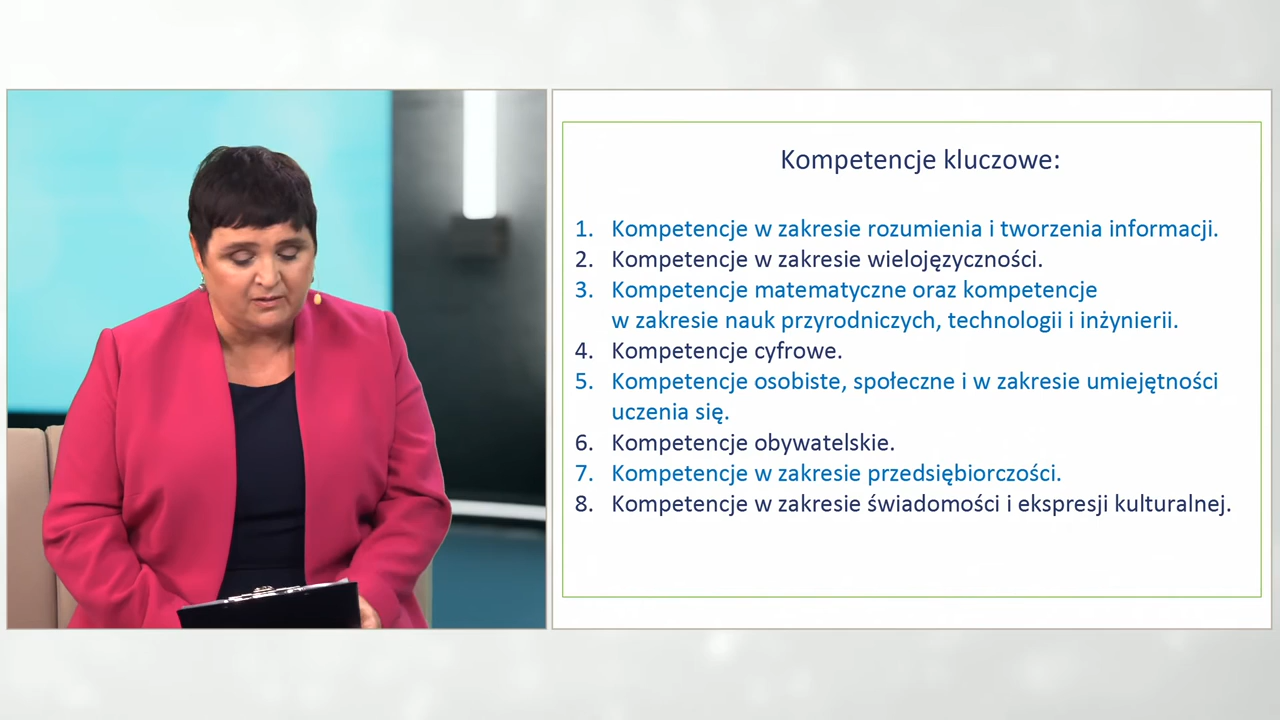 Kompetencje kluczowe:
1. Kompetencje w zakresie rozumienia i tworzenia informacji.
2. Kompetencje w zakresie wielojęzyczności.
3. Kompetencje matematyczne oraz kompetencje
w zakresie nauk przyrodniczych, technologii i inżynierii.
4. Kompetencje cyfrowe.
5. Kompetencje osobiste, społeczne i w zakresie umiejętności
uczenia się.
6. Kompetencje obywatelskie.
7. Kompetencje w zakresie przedsiębiorczości.
8. Kompetencje w zakresie świadomości i ekspresji kulturalnej.